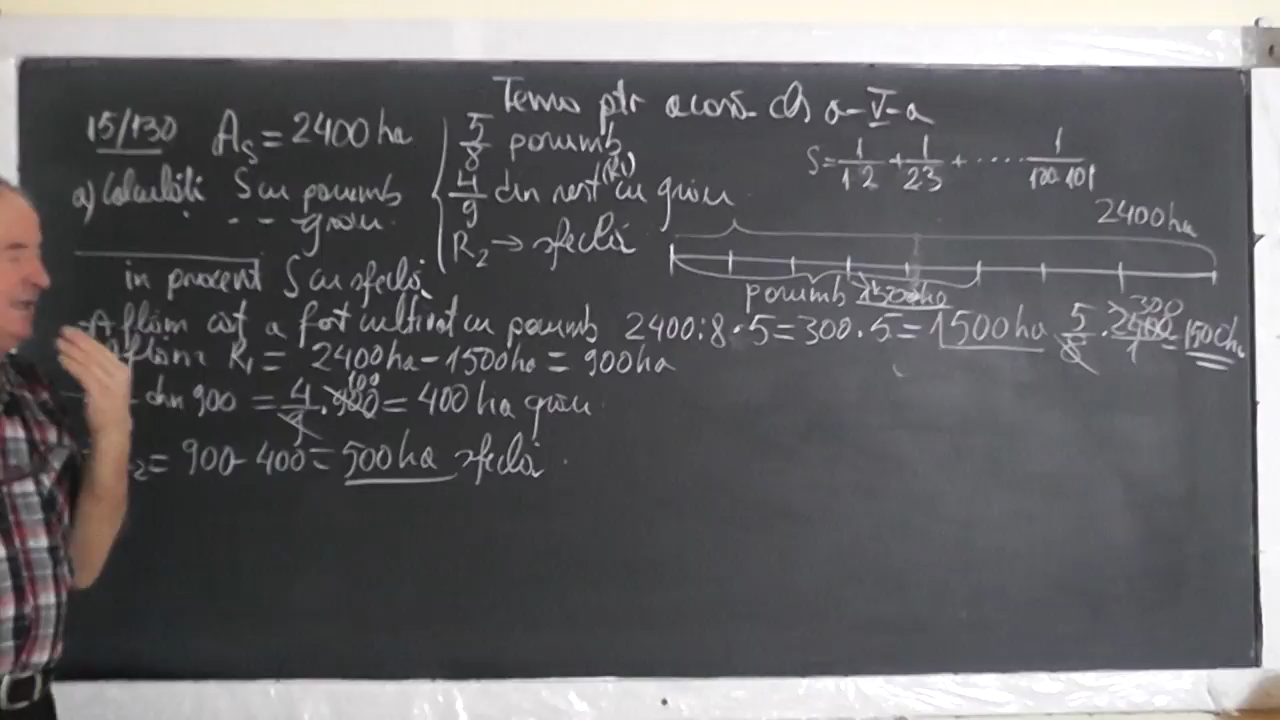 Tema ptr acasă cls a-V-a
15/130 As = 2400 ha
5/8 porumb
4/9 din rest (R1) cu grâu
R2 → sfeclă
a) Calculăti S cu porumb
- - - grâu
în procent S cu sfeclă
S = 1/1·2 + 1/2·3 + ..... 1/100·101
2400 ha
porumb 1500 ha
Aflăm cât a fost cultivat cu porumb 2400:8·5 = 300·5 = 1500 ha 5/8 · 2400/1 300 = 1500 ha
Aflăm R1 = 2400 ha - 1500 ha = 900 ha
din 900 = 4/9 · 900 100 = 400 ha grâu
2 = 900 - 400 = 500 ha sfeclă